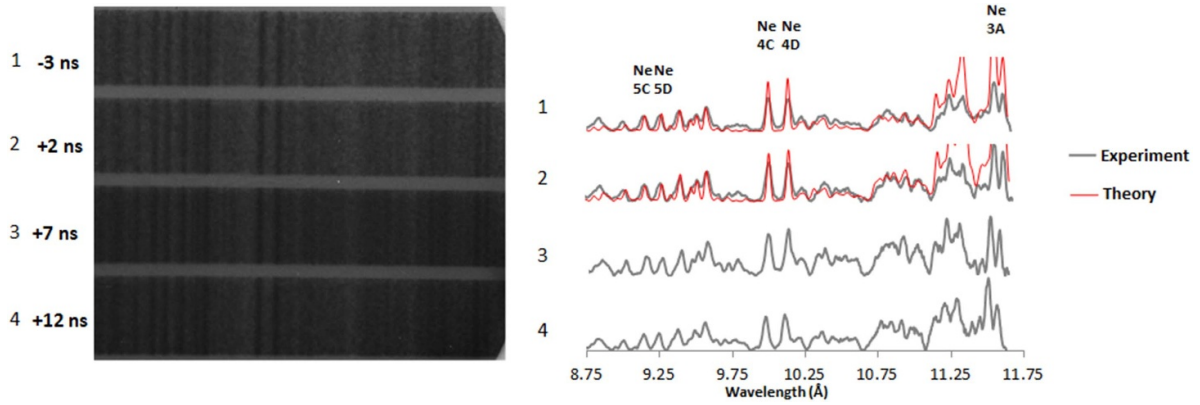 1 -3 ns
2 +2 ns
3 +7 ns
4 +12 ns
Ne Ne
5C 5D
Ne Ne
4C 4D
Ne
3A
1
2
3
4
8.75 9.25 9.75 10.25 10.75 11.25 11.75
Wavelength (Å)
Experiment
Theory